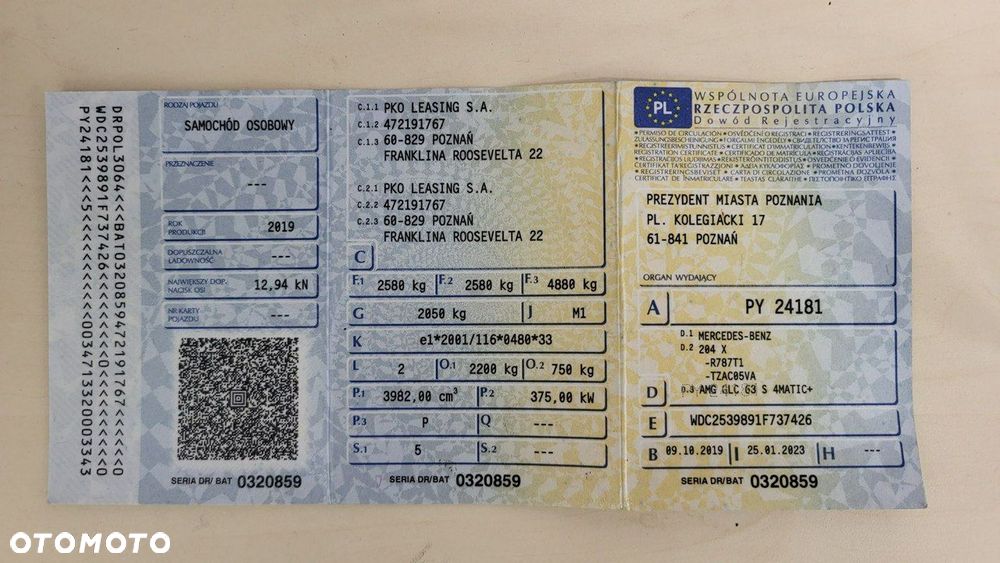 DRPOL3064<<BAT0320859472191767<<<<<0
WDC2539891F737426<<<<<<<<<0<<<<<<<<0
PY24181<<5<<<<<<<<<<<<<003471332000​3343
RODZAJ POJAZDU
SAMOCHÓD OSOBOWY
PRZEZNACZENIE
---
ROK PRODUKCJI
2019
DOPUSZCZALNA ŁADOWNOŚĆ
---
NAJWIĘKSZY DOP. NACISK OSI
12,94 kN
NR KARTY POJAZDU
---
SERIA DR/BAT 0320859
C.1.1 PKO LEASING S.A.
C.1.2 472191767
C.1.3 60-829 POZNAŃ
FRANKLINA ROOSEVELTA 22
C.2.1 PKO LEASING S.A.
C.2.2 472191767
C.2.3 60-829 POZNAŃ
FRANKLINA ROOSEVELTA 22
C
F.1 2580 kg F.2 2580 kg F.3 4880 kg
G 2050 kg J M1
K e1*2001/116*0480*33
L 2 O.1 2200 kg O.2 750 kg
P.1 3982,00 cm³ P.2 375,00 kW
P.3 P Q ---
S.1 5 S.2 ---
SERIA DR/BAT 0320859
PL
WSPÓLNOTA EUROPEJSKA
RZECZPOSPOLITA POLSKA
Dowód Rejestracyjny
PREZYDENT MIASTA POZNANIA
PL. KOLEGIACKI 17
61-841 POZNAŃ
ORGAN WYDAJĄCY
A PY 24181
D.1 MERCEDES-BENZ
D.2 204 X
-R787T1
-TZAC05VA
D D.3 AMG GLC 63 S 4MATIC+
E WDC2539891F737426
B 09.10.2019 I 25.01.2023 H ---
SERIA DR/BAT 0320859
OTOMOTO